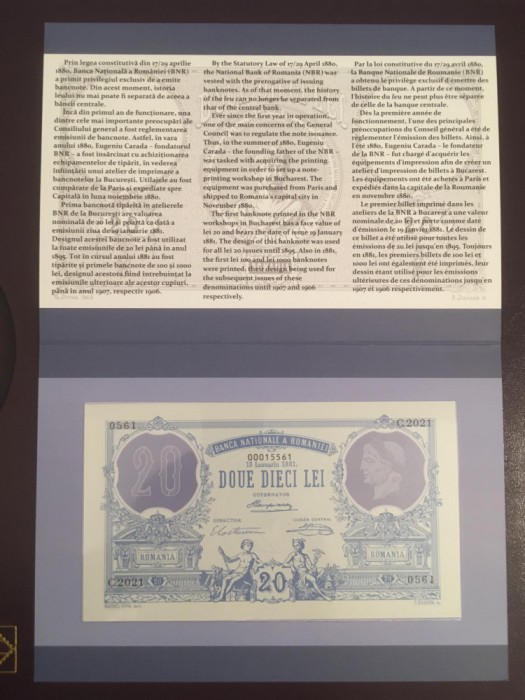 Prin legea constitutivă din 17/29 aprilie
1880, Banca Naţională a României (BNR)
a primit privilegiul exclusiv de a emite
bancnote. Din acest moment, istoria
leului nu mai poate fi separată de aceea a
băncii centrale.
Încă din primul an de funcţionare, una
dintre cele mai importante preocupări ale
Consiliului general a fost reglementarea
emisiunii de bancnote. Astfel, în vara
anului 1880, Eugeniu Carada - fondatorul
BNR - a fost însărcinat cu achiziţionarea
echipamentelor de tipărit, în vederea
înfiinţării unui atelier de imprimare a
bancnotelor la Bucureşti. Utilajele au fost
cumpărate de la Paris şi expediate spre
Capitală în luna noiembrie 1880.
Prima bancnotă tipărită în atelierele
BNR de la Bucureşti are valoarea
nominală de 20 lei şi poartă ca dată a
emisiunii ziua de 19 ianuarie 1881.
Designul acestei bancnote a fost utilizat
la toate emisiunile de 20 lei până în anul
1895. Tot în cursul anului 1881 au fost
tipărite şi primele bancnote de 100 şi 1000
lei, designul acestora fiind întrebuinţat la
emisiunile ulterioare ale acestor cupiuri,
până în anul 1907, respectiv 1906.
By the Statutory Law of 17/29 April 1880,
the National Bank of Romania (NBR) was
vested with the prerogative of issuing
banknotes. As of that moment, the history
of the leu can no longer be separated from
that of the central bank.
Ever since the first year in operation,
one of the main concerns of the General
Council was to regulate the note issuance.
Thus, in the summer of 1880, Eugeniu
Carada - the founding father of the NBR -
was tasked with acquiring the printing
equipment in order to set up a note-
printing workshop in Bucharest. The
equipment was purchased from Paris and
shipped to Romania's capital city in
November 1880.
The first banknote printed in the NBR
workshops in Bucharest has a face value of
lei 20 and bears the date of issue 19 January
1881. The design of this banknote was used
for all lei 20 issues until 1895. Also in 1881,
the first lei 100 and lei 1000 banknotes
were printed, their design being used for
the subsequent issues of these
denominations until 1907 and 1906
respectively.
Par la loi constitutive du 17/29 avril 1880,
la Banque Nationale de Roumanie (BNR)
a obtenu le privilège exclusif d'émettre des
billets de banque. A partir de ce moment,
l'histoire du leu ne peut plus être séparée
de celle de la banque centrale.
Dès la première année de
fonctionnement, l'une des principales
préoccupations du Conseil général a été de
réglementer l'émission des billets. Ainsi, à
l'été 1880, Eugeniu Carada – le fondateur
de la BNR - fut chargé d'acquérir les
équipements d'impression afin de créer un
atelier d'impression de billets à Bucarest.
Les équipements ont été achetés à Paris et
expédiés dans la capitale de la Roumanie
en novembre 1880.
Le premier billet imprimé dans les
ateliers de la BNR à Bucarest a une valeur
nominale de 20 lei et porte comme date
d'émission le 19 janvier 1881. Le dessin de
ce billet a été utilisé pour toutes les
émissions de 20 lei jusqu'en 1895. Toujours
en 1881, les premiers billets de 100 lei et
1000 lei ont également été imprimés, leur
dessin étant utilisé pour les émissions
ultérieures de ces dénominations jusqu'en
1907 et 1906 respectivement.
0561
C2021
BANCA NATIONALE A ROMANIEI
00015561
19 Ianuariu 1881.
20
DOUE DIECI LEI
GUVERNATOR
DIRECTOR
CASSIER CENTRAL
ROMANIA
ROMANIA
C2021
20
0561